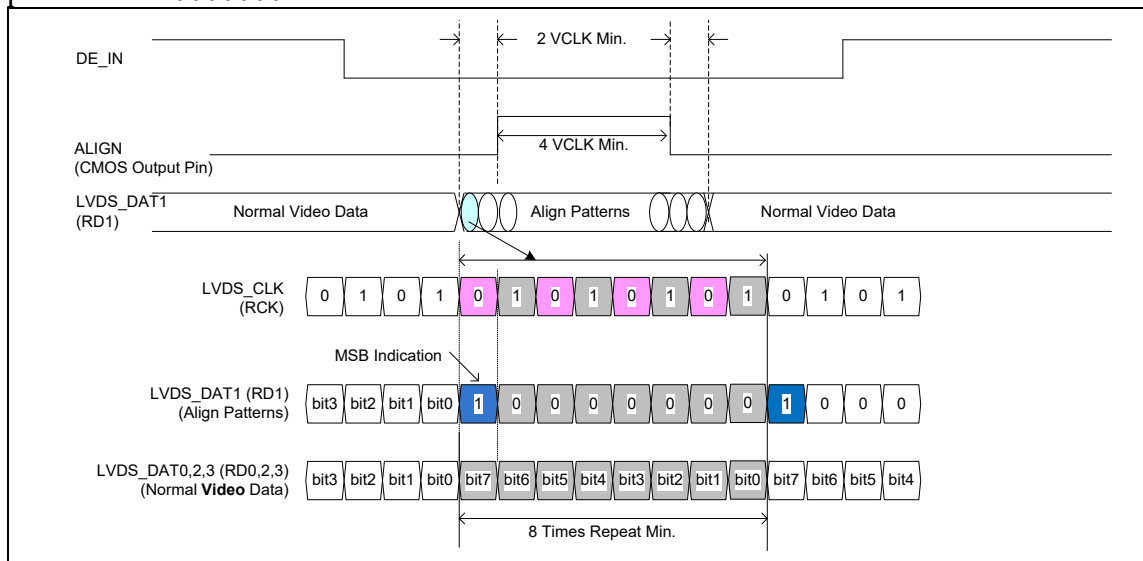 DE_IN
2 VCLK Min.
ALIGN
(CMOS Output Pin)
4 VCLK Min.
LVDS_DAT1
(RD1)
Normal Video Data
Align Patterns
Normal Video Data
LVDS_CLK
(RCK)
0 1 0 1 0 1 0 1 0 1 0 1 0 1 0 1
MSB Indication
LVDS_DAT1 (RD1)
(Align Patterns)
bit3 bit2 bit1 bit0 1 0 0 0 0 0 0 0 1 0 0 0
LVDS_DAT0,2,3 (RD0,2,3)
(Normal Video Data)
bit3 bit2 bit1 bit0 bit7 bit6 bit5 bit4 bit3 bit2 bit1 bit0 bit7 bit6 bit5 bit4
8 Times Repeat Min.